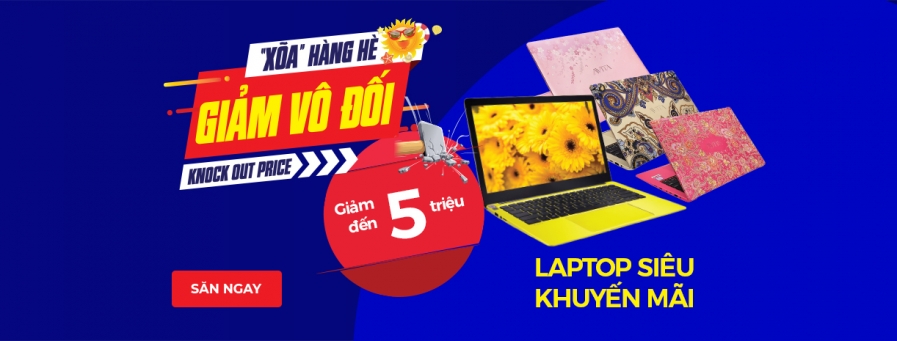 "XÕA" HÀNG HÈ
GIẢM VÔ ĐỐI
KNOCK OUT PRICE
Giảm
đến
5
triệu
SĂN NGAY
LAPTOP SIÊU
KHUYẾN MÃI